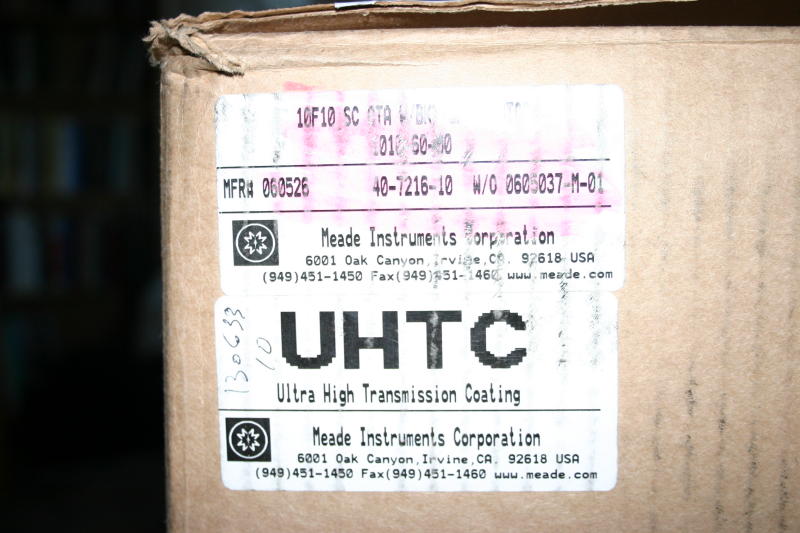 10F10 SC OTA
MFR# 060526 40-7216-10 W/O 0605037-M-01
Meade Instruments Corporation
6001 Oak Canyon,Irvine,CA. 92618 USA
(949)451-1450 Fax(949)451-1460 www.meade.com
130633
10
UHTC
Ultra High Transmission Coating
Meade Instruments Corporation
6001 Oak Canyon,Irvine,CA. 92618 USA
(949)451-1450 Fax(949)451-1460 www.meade.com